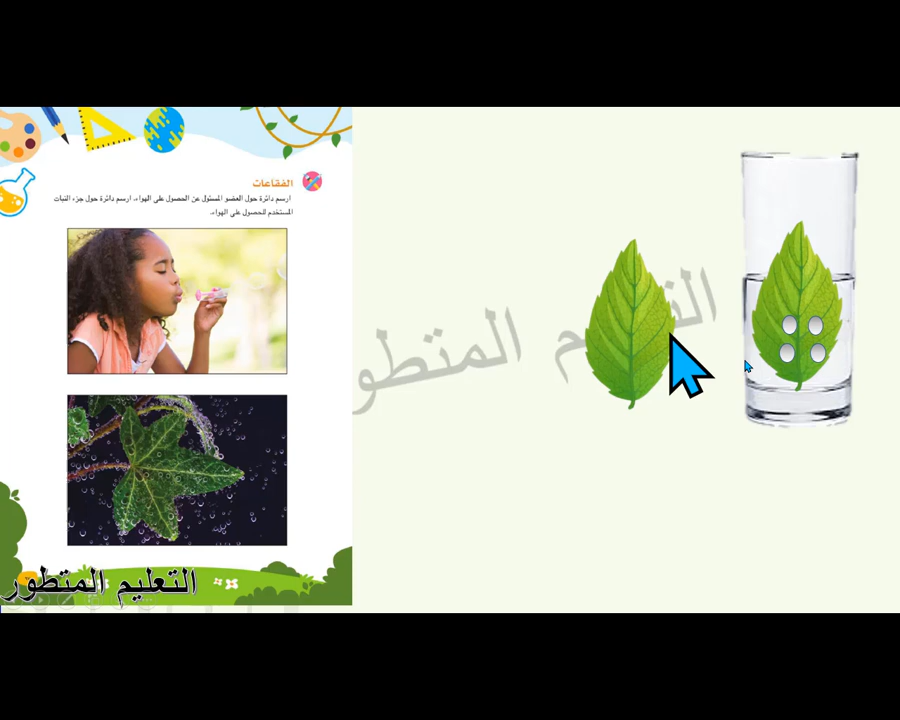 الفقاعات
ارسم دائرة حول العضو المسئول عن الحصول على الهواء، ارسم دائرة حول جزء النبات
المستخدم للحصول على الهواء.
المتطور
التعليم المتطور